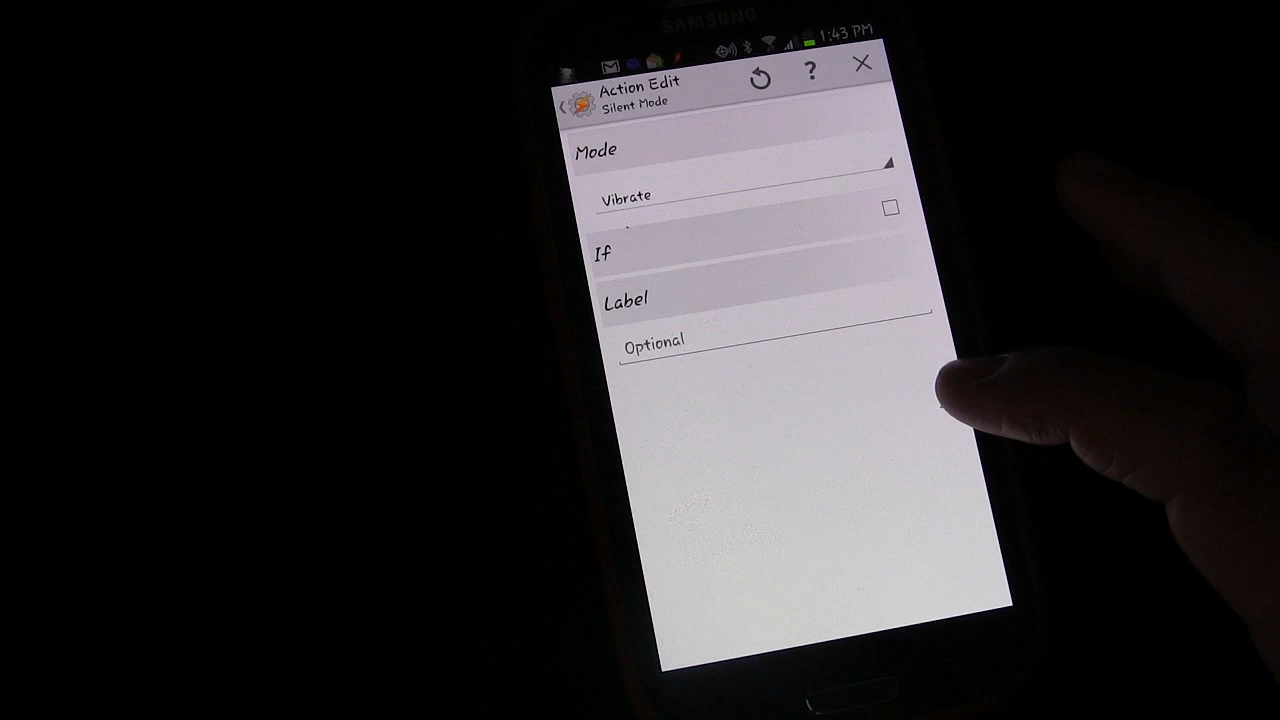 SAMSUNG
1:43 PM
Action Edit
?
Silent Mode
Mode
Vibrate
If
Label
Optional